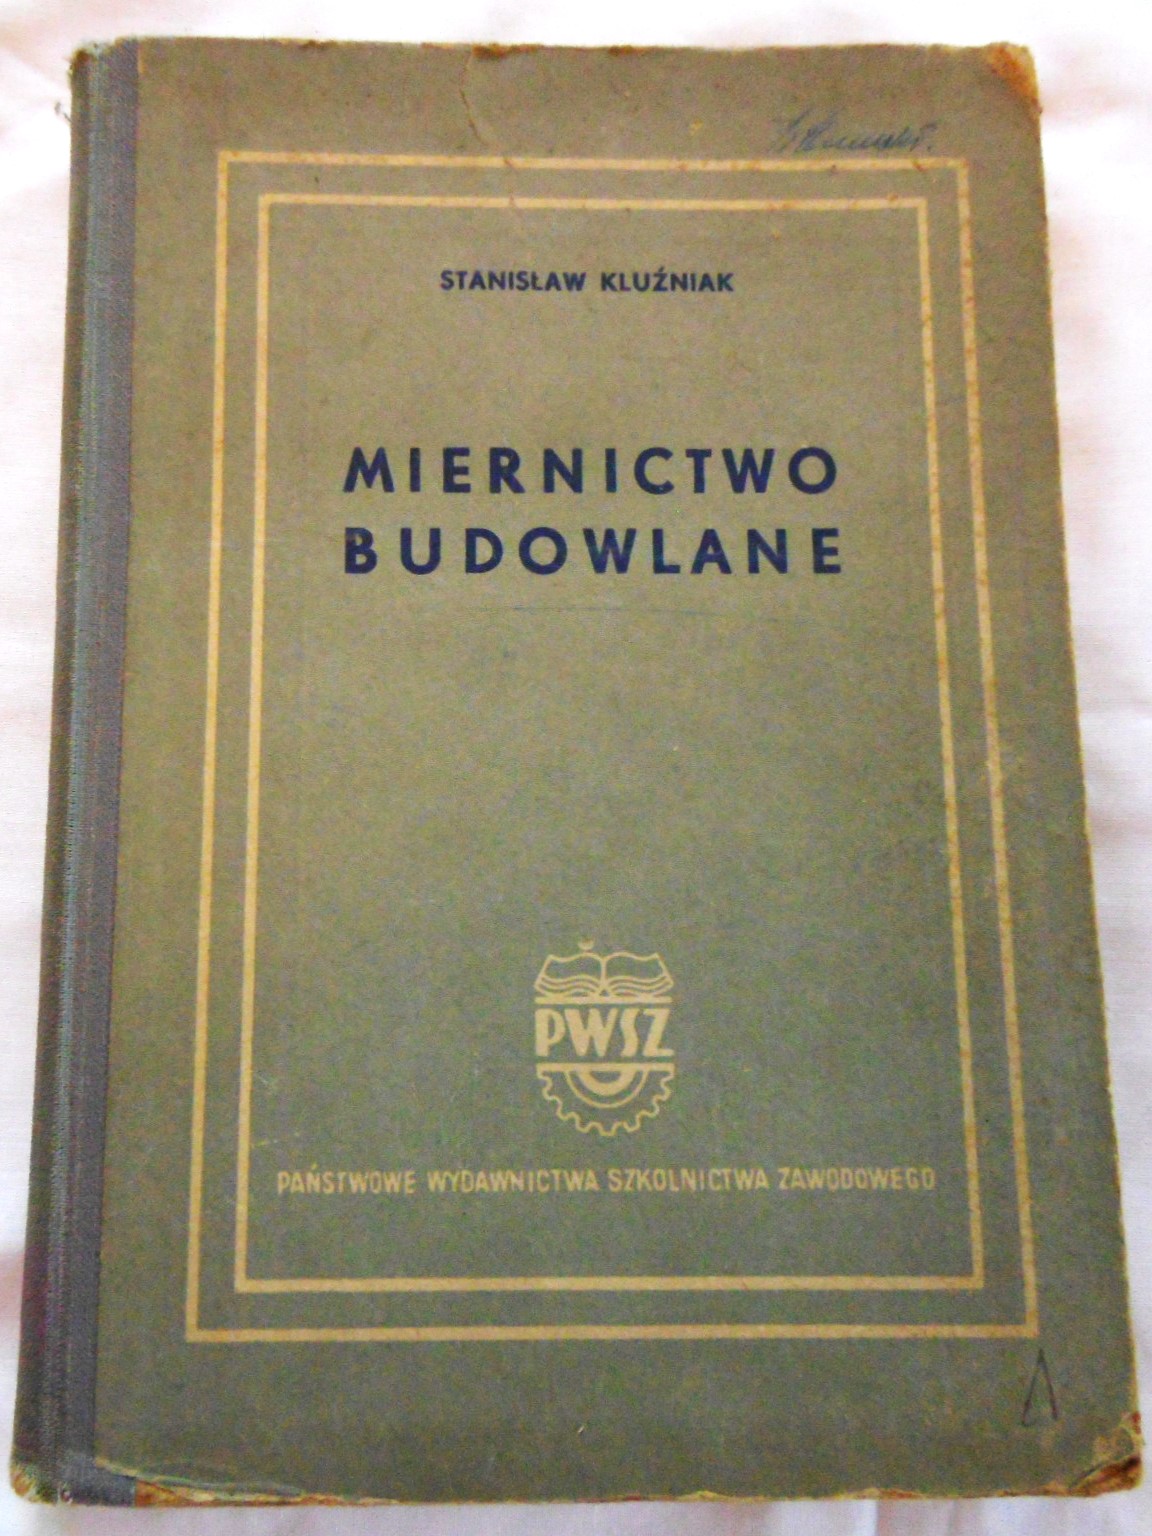 STANISŁAW KLUŹNIAK
MIERNICTWO
BUDOWLANE
PWSZ
PAŃSTWOWE WYDAWNICTWA SZKOLNICTWA ZAWODOWEGO